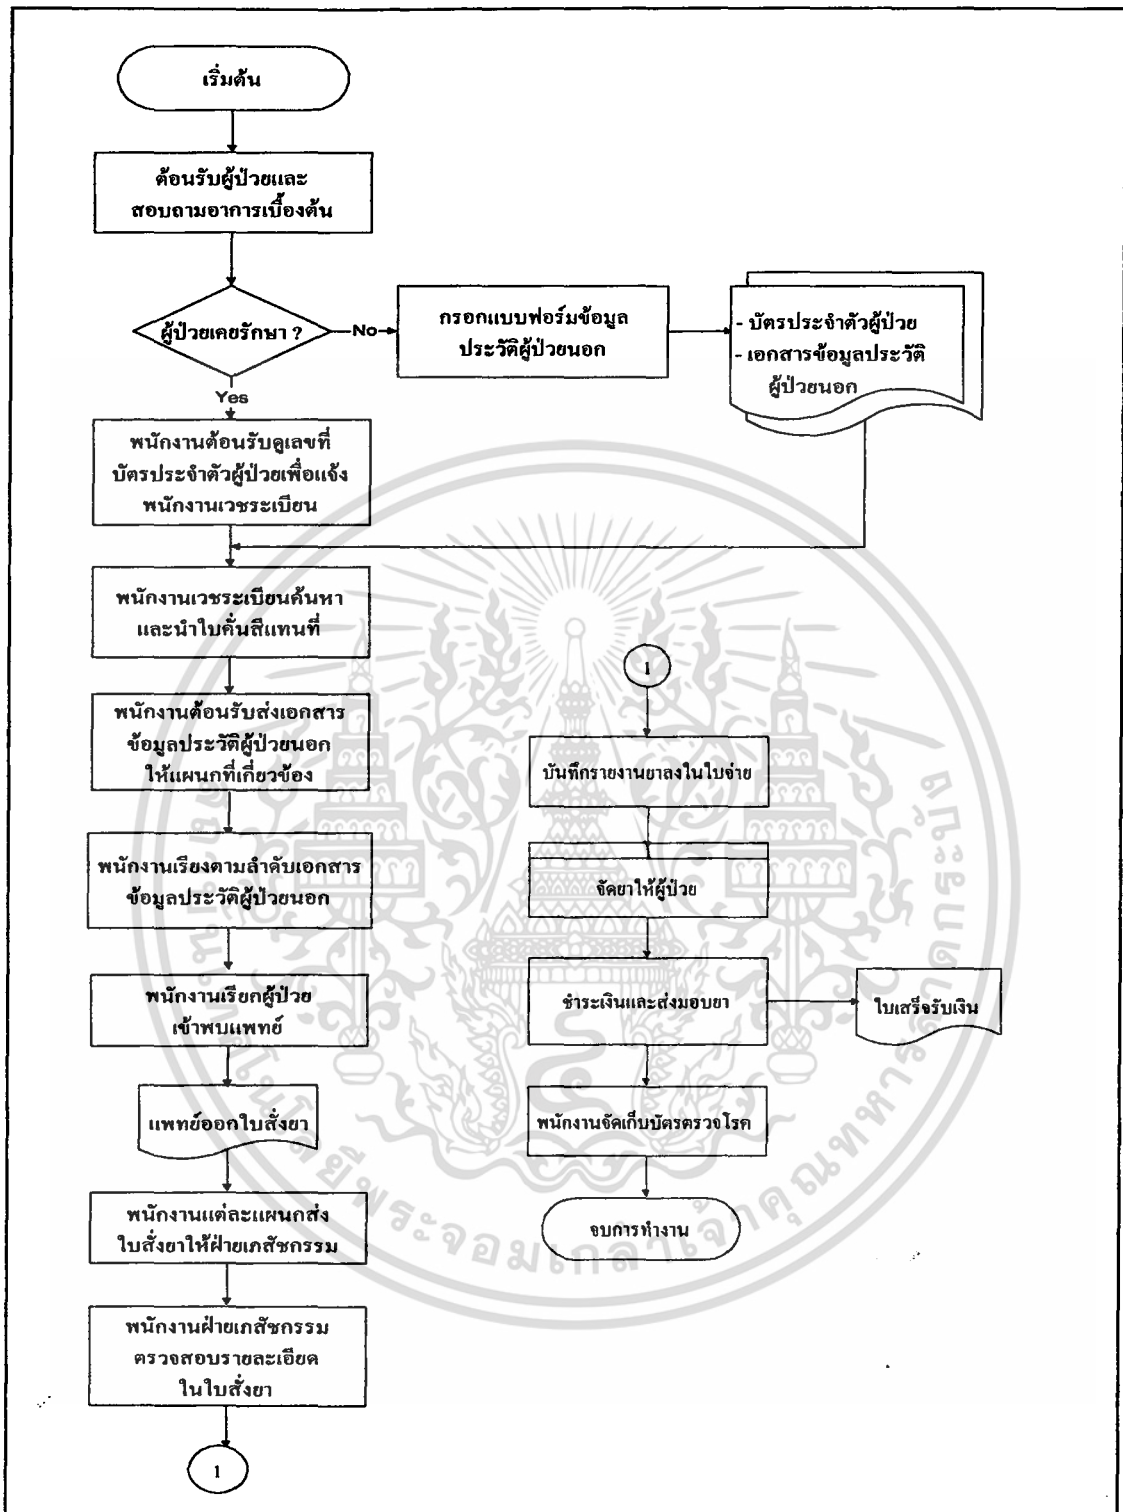 เริ่มต้น
ต้อนรับผู้ป่วยและ
สอบถามอาการเบื้องต้น
ผู้ป่วยเคยรักษา ?
No
กรอกแบบฟอร์มข้อมูล
ประวัติผู้ป่วยนอก
- บัตรประจำตัวผู้ป่วย
- เอกสารข้อมูลประวัติ
ผู้ป่วยนอก
Yes
พนักงานต้อนรับดูเลขที่
บัตรประจำตัวผู้ป่วยเพื่อแจ้ง
พนักงานเวชระเบียน
พนักงานเวชระเบียนค้นหา
และนำใบคั่นสีแทนที่
พนักงานต้อนรับส่งเอกสาร
ข้อมูลประวัติผู้ป่วยนอก
ให้แผนกที่เกี่ยวข้อง
พนักงานเรียงตามลำดับเอกสาร
ข้อมูลประวัติผู้ป่วยนอก
พนักงานเรียกผู้ป่วย
เข้าพบแพทย์
แพทย์ออกใบสั่งยา
พนักงานแต่ละแผนกส่ง
ใบสั่งยาให้ฝ่ายเภสัชกรรม
พนักงานฝ่ายเภสัชกรรม
ตรวจสอบรายละเอียด
ในใบสั่งยา
1
1
บันทึกรายงานยาลงในใบจ่าย
จัดยาให้ผู้ป่วย
ชำระเงินและส่งมอบยา
ใบเสร็จรับเงิน
พนักงานจัดเก็บบัตรตรวจโรค
จบการทำงาน